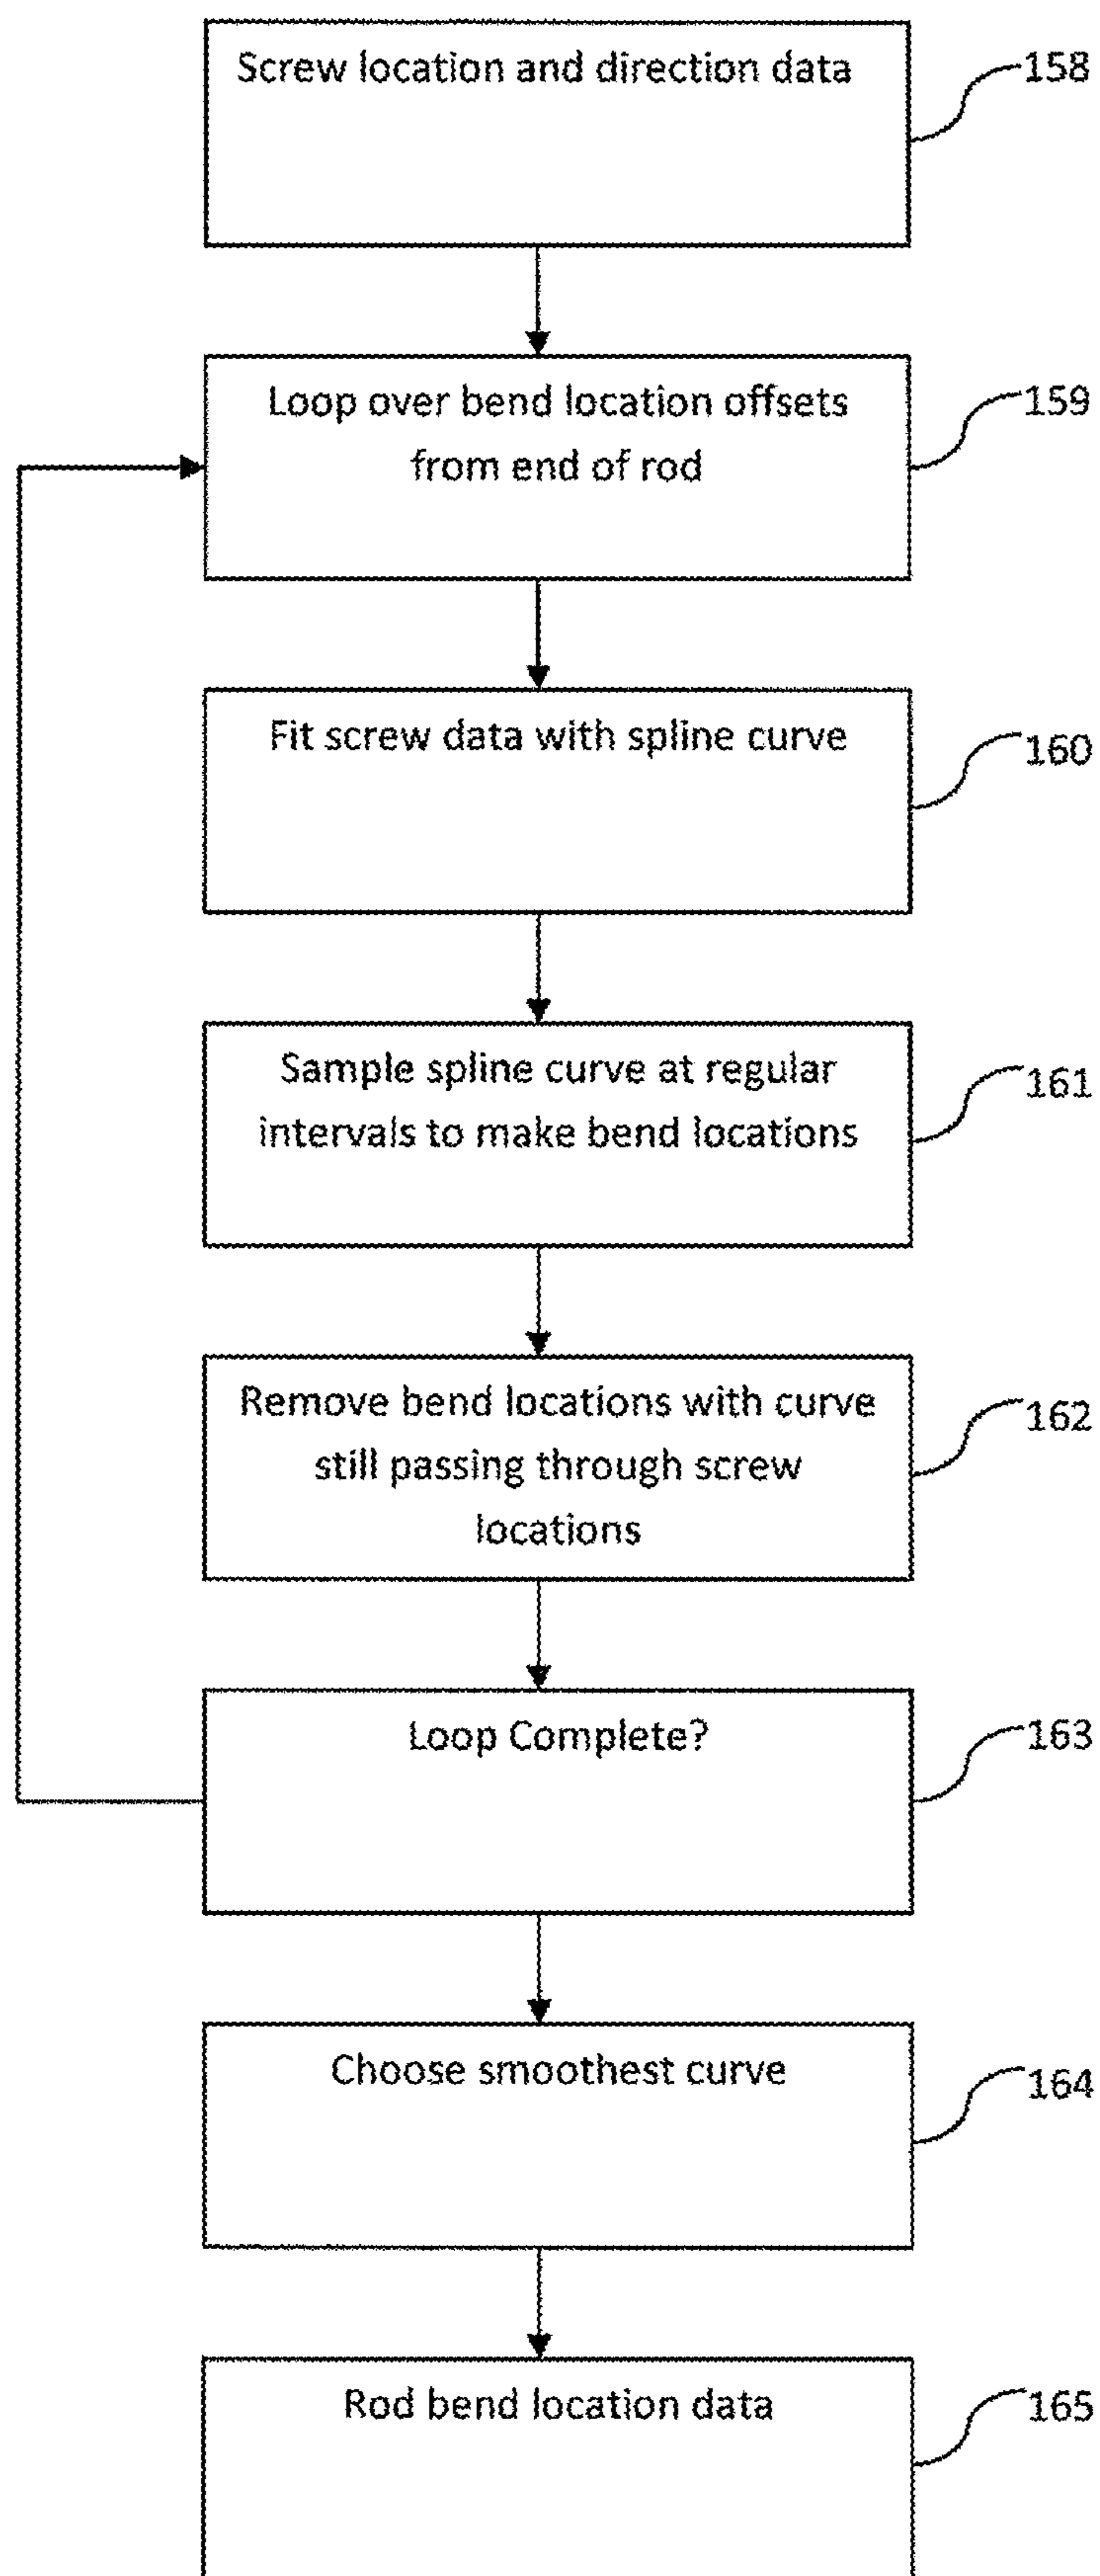 Screw location and direction data
158
Loop over bend location offsets
from end of rod
159
Fit screw data with spline curve
160
Sample spline curve at regular
intervals to make bend locations
161
Remove bend locations with curve
still passing through screw
locations
162
Loop Complete?
163
Choose smoothest curve
164
Rod bend location data
165